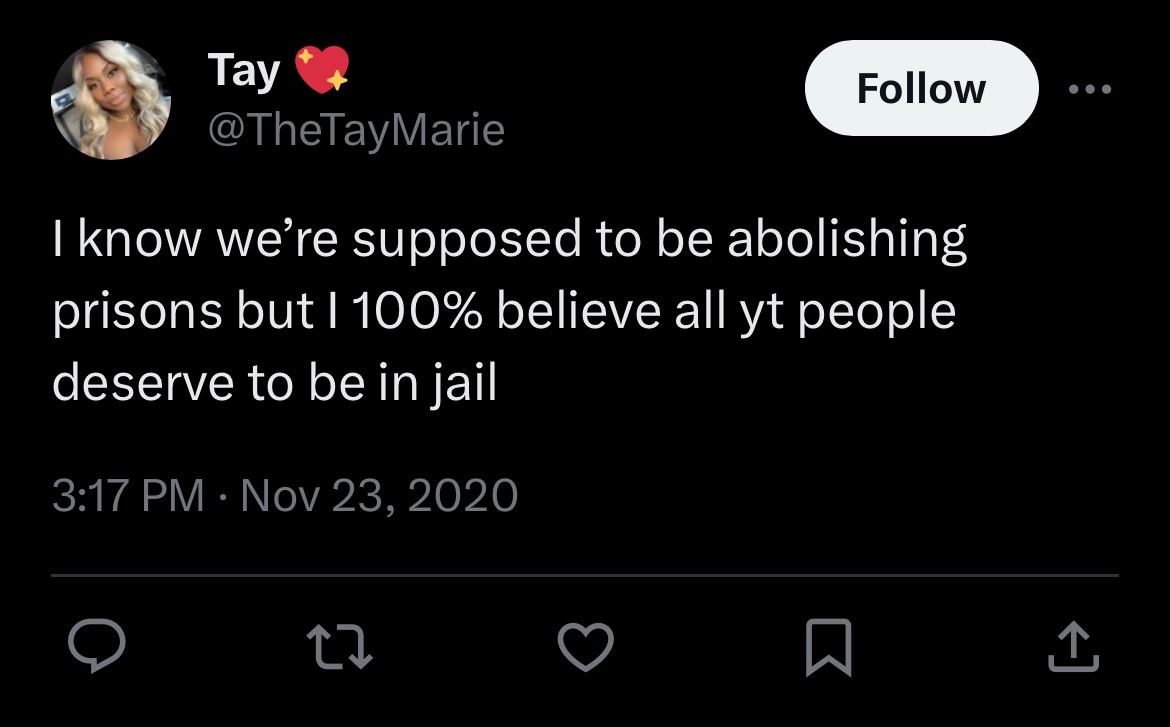 Tay 💖
@TheTayMarie
Follow
I know we’re supposed to be abolishing
prisons but I 100% believe all yt people
deserve to be in jail
3:17 PM · Nov 23, 2020